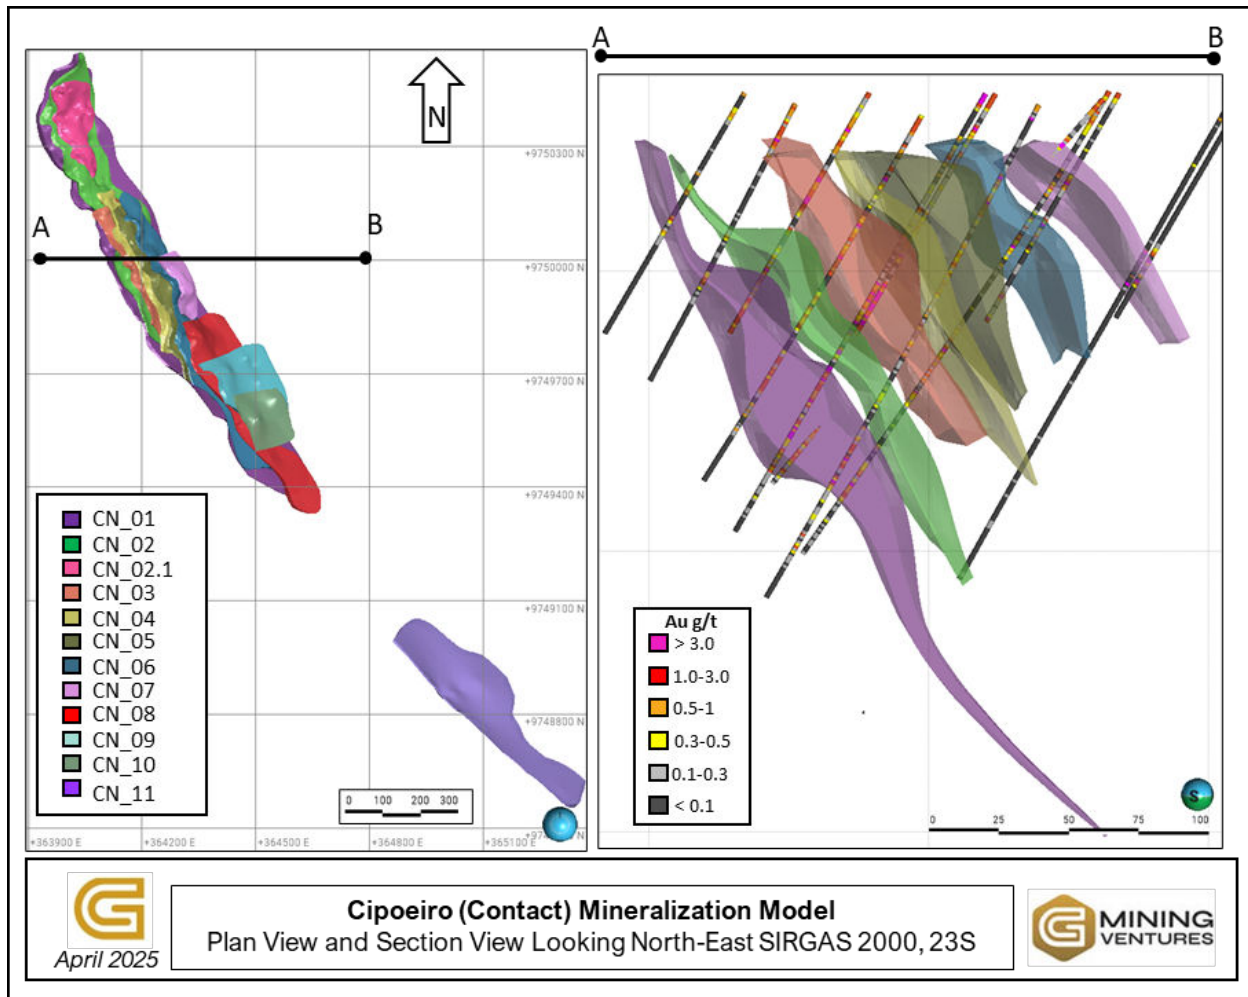 A
B
N
A
B
+9750300 N
+9750000 N
+9749700 N
+9749400 N
+9749100 N
+9748800 N
CN_01
CN_02
CN_02.1
CN_03
CN_04
CN_05
CN_06
CN_07
CN_08
CN_09
CN_10
CN_11
0 100 200 300
+363900 E
+364200 E
+364500 E
+364800 E
+365100 E
Au g/t
> 3.0
1.0-3.0
0.5-1
0.3-0.5
0.1-0.3
< 0.1
S
0 25 50 75 100
April 2025
Cipoeiro (Contact) Mineralization Model
Plan View and Section View Looking North-East SIRGAS 2000, 23S
G MINING
VENTURES